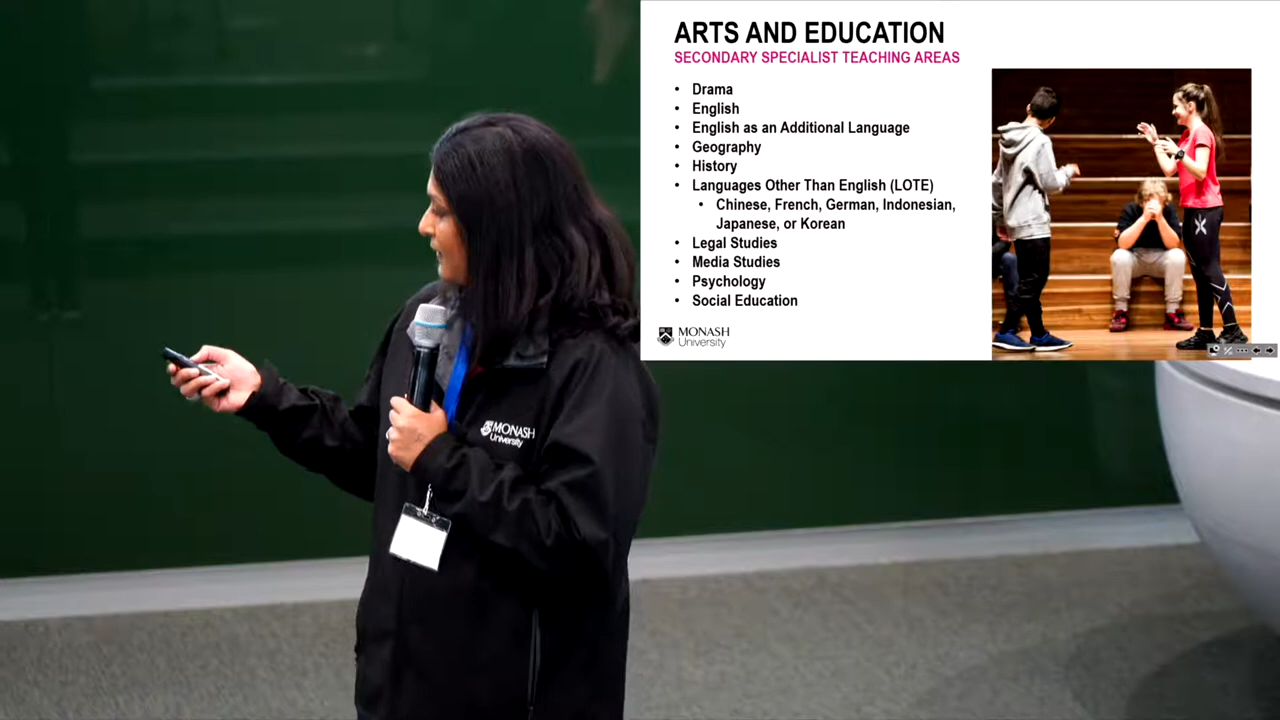 ARTS AND EDUCATION
SECONDARY SPECIALIST TEACHING AREAS
• Drama
• English
• English as an Additional Language
• Geography
• History
• Languages Other Than English (LOTE)
• Chinese, French, German, Indonesian,
Japanese, or Korean
• Legal Studies
• Media Studies
• Psychology
• Social Education
MONASH
University
MONASH
University